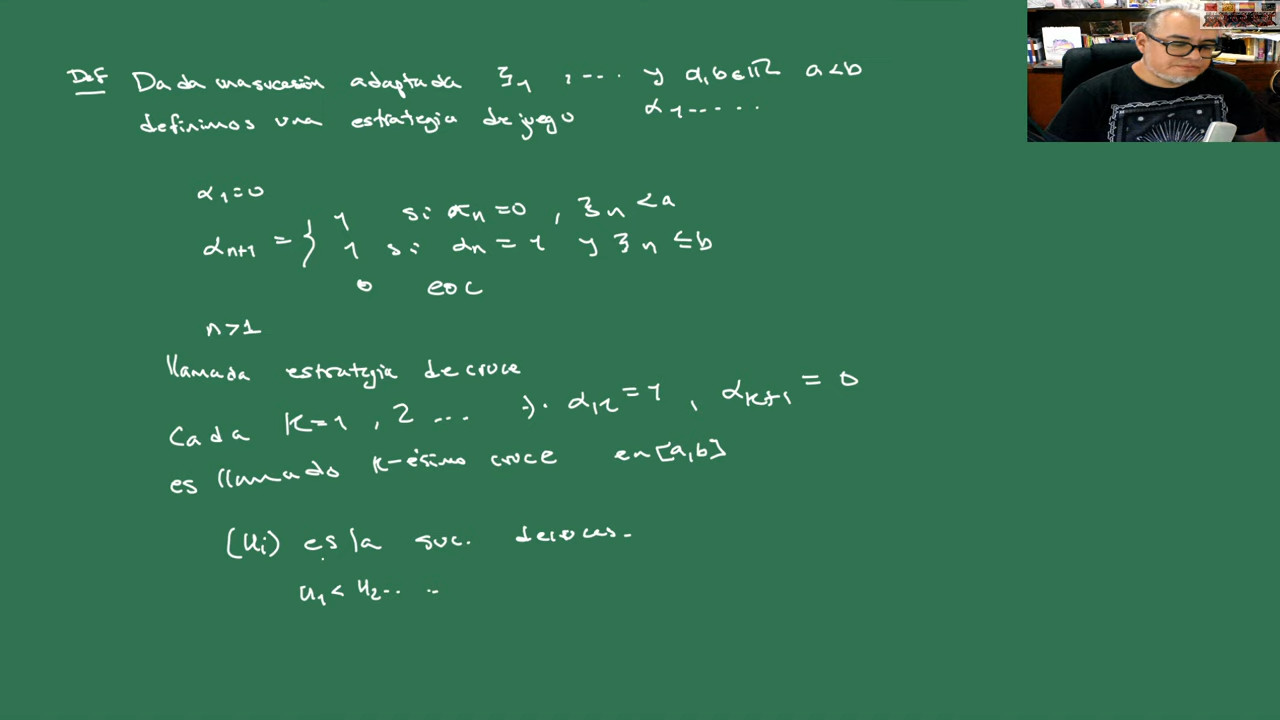 Def Dada una sucesión adaptada ξ1, .... y a,b∈ℝ a<b
definimos una estrategia de juego α1.....
α1=0
αn+1 = { 1 si αn=0, ξn <a
1 si αn = 1 y ξn ≤b
0 eoc
n>1
llamada estrategia de cruce
Cada k=1, 2 ... ·). αk=1, αk+1 = 0
es llamado k-ésimo cruce en [a,b]
(ui) es la suc. de cruces.
u1 < u2.. ..